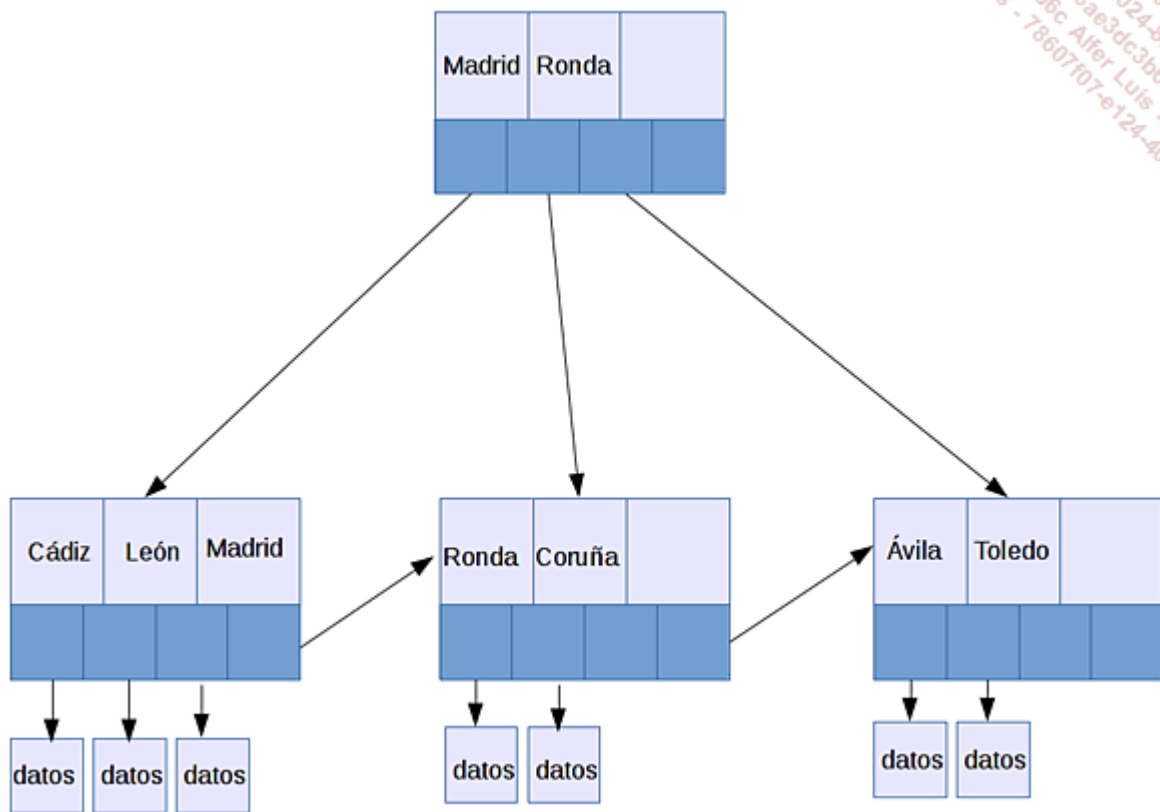 Madrid Ronda
Cádiz León Madrid
Ronda Coruña
Ávila Toledo
datos datos datos
datos datos
datos datos